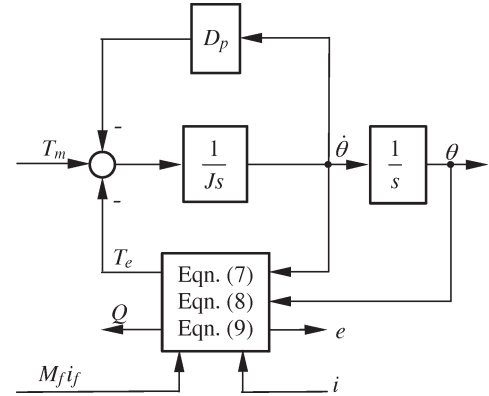 D_p
-
T_m
1
Js
θ̇
1
s
θ
-
T_e
Eqn. (7)
Eqn. (8)
Eqn. (9)
Q
e
M_f i_f
i